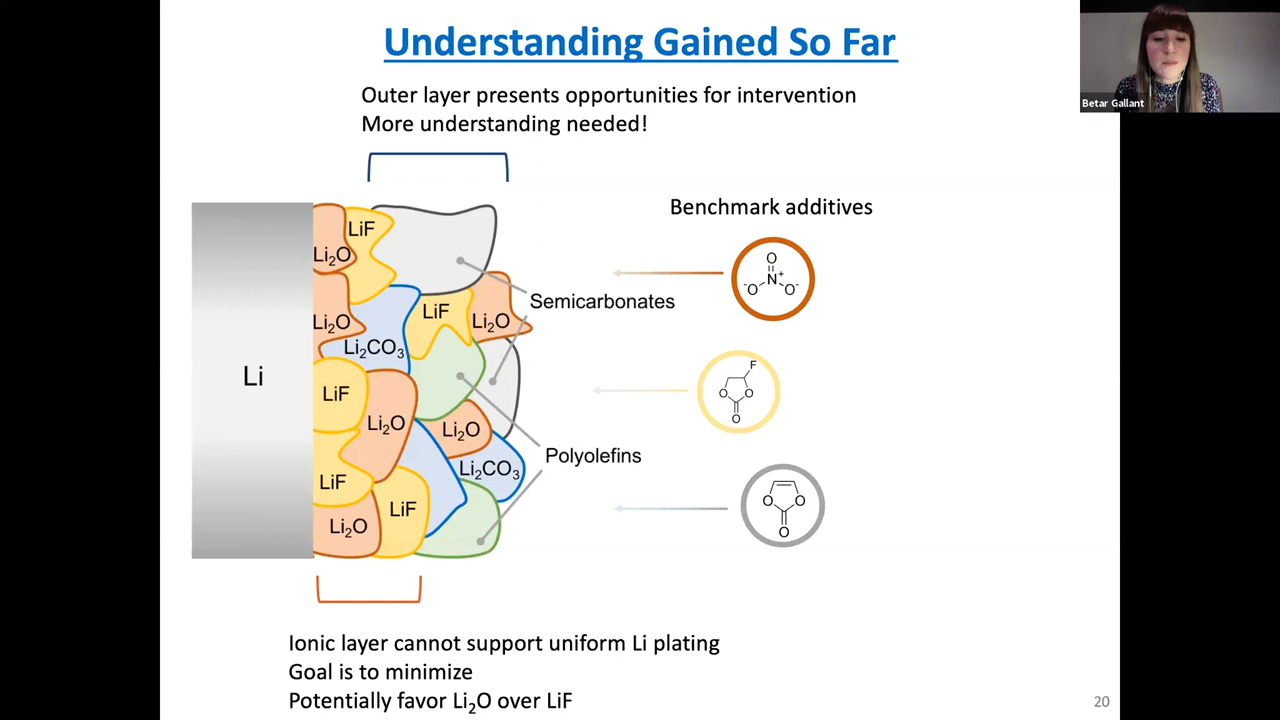 Understanding Gained So Far
Betar Gallant
Outer layer presents opportunities for intervention
More understanding needed!
Benchmark additives
LiF
Li₂O
O
N⁺
⁻O
O⁻
Semicarbonates
LiF
Li₂O
Li₂O
Li₂CO₃
F
O
O
O
Li
LiF
Li₂O
Li₂O
Polyolefins
Li₂CO₃
LiF
LiF
Li₂O
O
O
O
Ionic layer cannot support uniform Li plating
Goal is to minimize
Potentially favor Li₂O over LiF
20